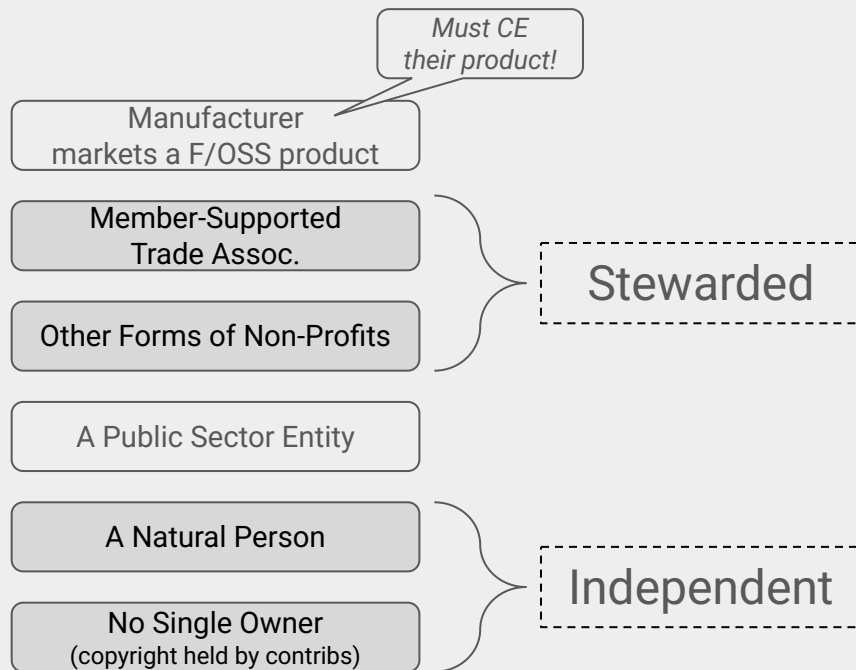 Must CE
their product!
Manufacturer
markets a F/OSS product
Member-Supported
Trade Assoc.
Stewarded
Other Forms of Non-Profits
A Public Sector Entity
A Natural Person
Independent
No Single Owner
(copyright held by contribs)